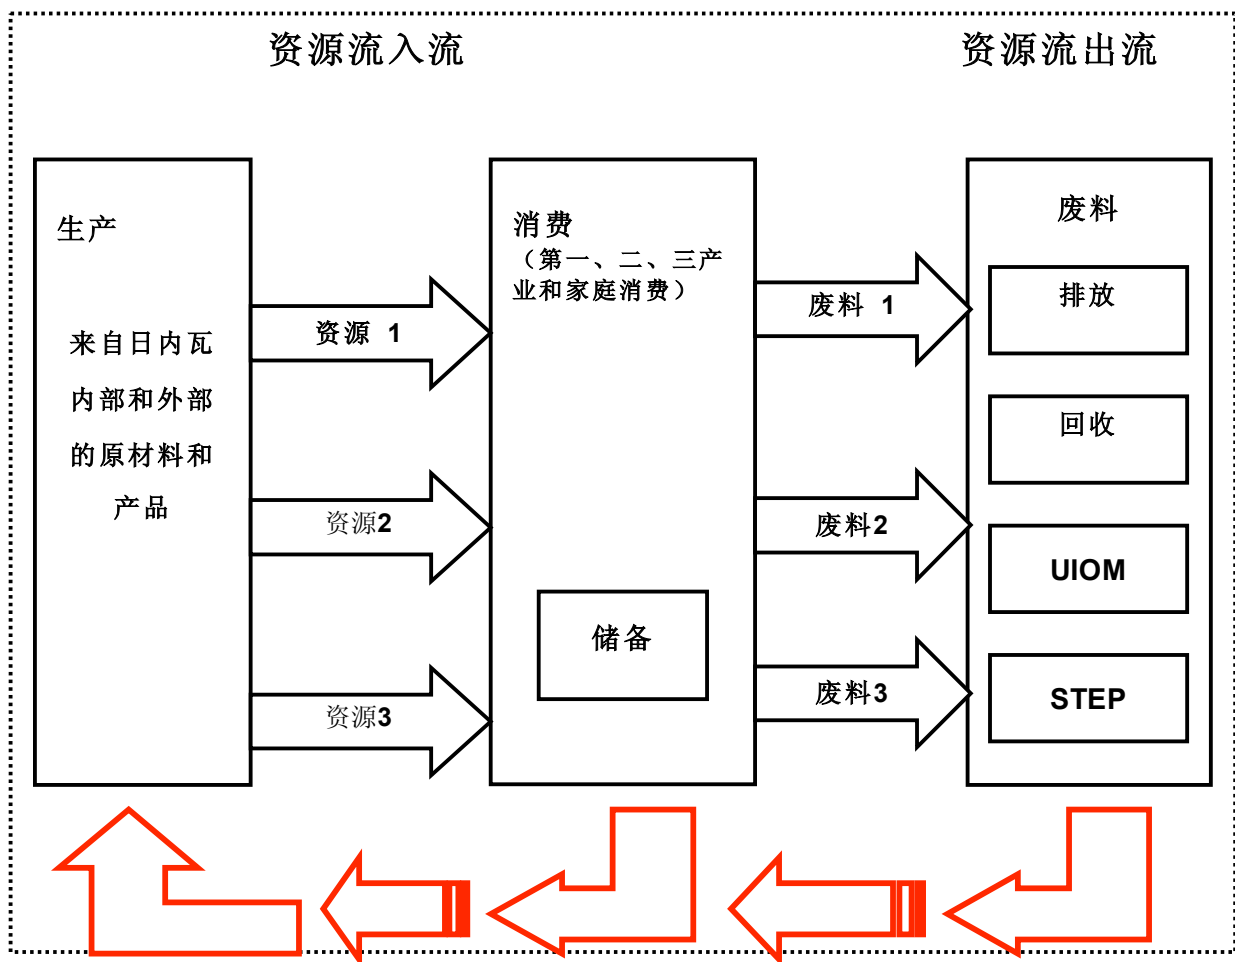 资源流入流
资源流出流
生产
来自日内瓦
内部和外部
的原材料和
产品
资源 1
资源2
资源3
消费
（第一、二、三产
业和家庭消费）
储备
废料 1
废料2
废料3
废料
排放
回收
UIOM
STEP